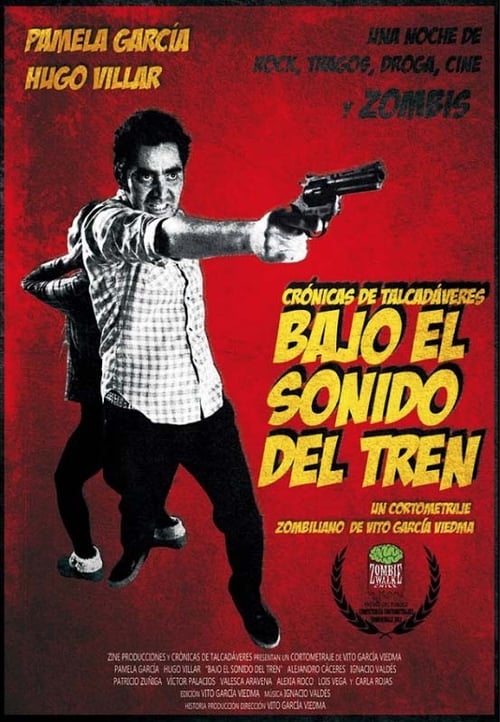 PAMELA GARCÍA
HUGO VILLAR
UNA NOCHE DE
ROCK, TRAGOS, DROGA, CINE
Y ZOMBIS
CRÓNICAS DE TALCADÁVERES
BAJO EL
SONIDO
DEL TREN
UN CORTOMETRAJE
ZOMBILIANO DE VITO GARCÍA VIEDMA
ZOMBIE
WALK
CHILE
ZINE PRODUCCIONES Y CRÓNICAS DE TALCADÁVERES PRESENTAN UN CORTOMETRAJE DE VITO GARCÍA VIEDMA
PAMELA GARCÍA HUGO VILLAR "BAJO EL SONIDO DEL TREN" ALEJANDRO CÁCERES IGNACIO VALDÉS
PATRICIO ZUÑIGA VÍCTOR PALACIOS VALESCA ARAVENA ALEXIA ROCO LOIS VEGA Y CARLA ROJAS
EDICIÓN VITO GARCÍA VIEDMA MÚSICA IGNACIO VALDÉS
HISTORIA PRODUCCIÓN DIRECCIÓN VITO GARCÍA VIEDMA